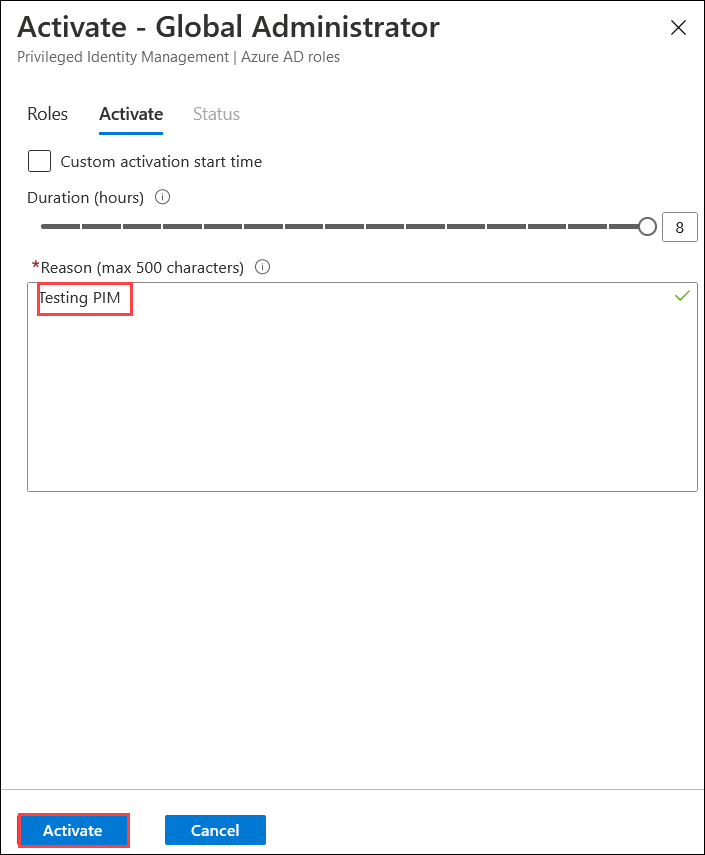 Activate - Global Administrator
Privileged Identity Management | Azure AD roles
Roles Activate Status
Custom activation start time
Duration (hours)
8
*Reason (max 500 characters)
Testing PIM
Activate Cancel